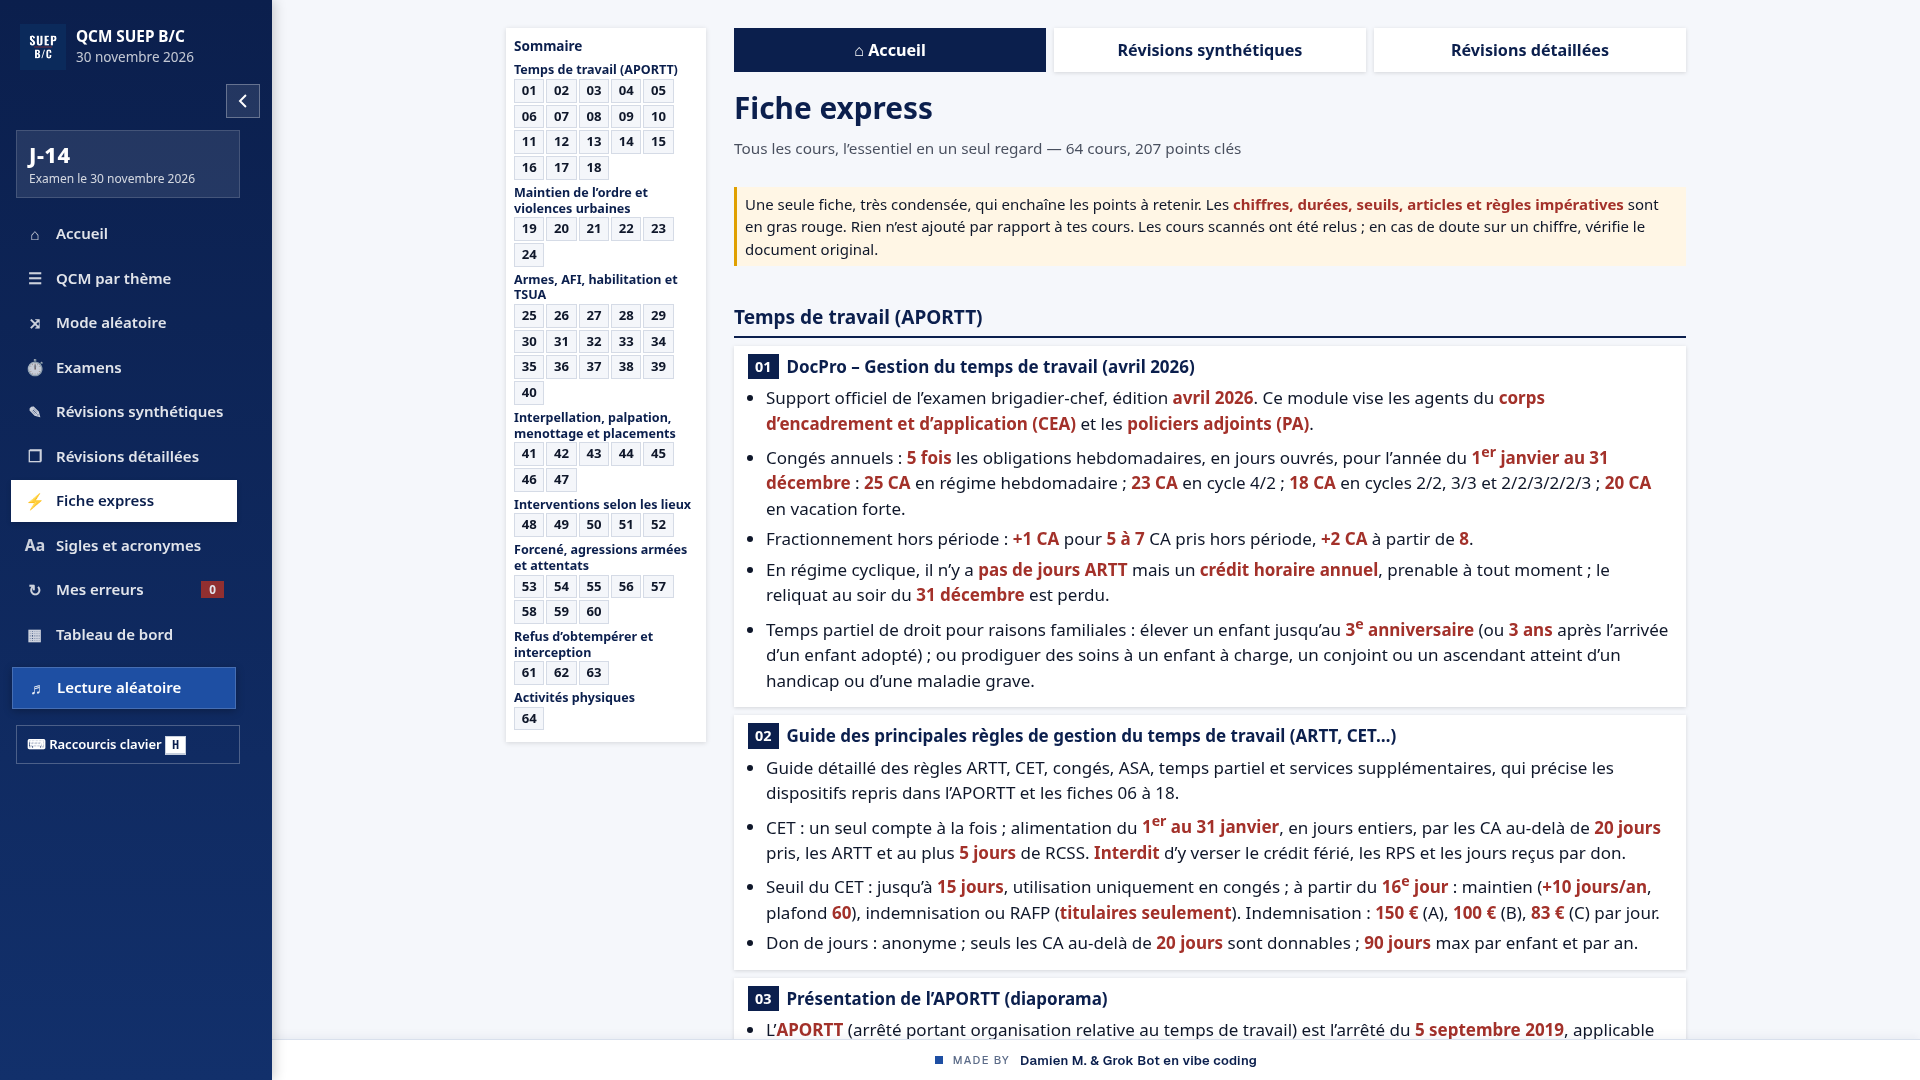 SUEP B/C
QCM SUEP B/C
30 novembre 2026
J-14
Examen le 30 novembre 2026
⌂ Accueil
☰ QCM par thème
Mode aléatoire
Examens
✎ Révisions synthétiques
❐ Révisions détaillées
⚡ Fiche express
Aa Sigles et acronymes
↻ Mes erreurs 0
▦ Tableau de bord
♬ Lecture aléatoire
⌨ Raccourcis clavier H
Sommaire
Temps de travail (APORTT)
01 02 03 04 05
06 07 08 09 10
11 12 13 14 15
16 17 18
Maintien de l’ordre et
violences urbaines
19 20 21 22 23
24
Armes, AFI, habilitation et
TSUA
25 26 27 28 29
30 31 32 33 34
35 36 37 38 39
40
Interpellation, palpation,
menottage et placements
41 42 43 44 45
46 47
Interventions selon les lieux
48 49 50 51 52
Forcené, agressions armées
et attentats
53 54 55 56 57
58 59 60
Refus d’obtempérer et
interception
61 62 63
Activités physiques
64
⌂ Accueil
Révisions synthétiques
Révisions détaillées
Fiche express
Tous les cours, l’essentiel en un seul regard — 64 cours, 207 points clés
Une seule fiche, très condensée, qui enchaîne les points à retenir. Les chiffres, durées, seuils, articles et règles impératives sont
en gras rouge. Rien n’est ajouté par rapport à tes cours. Les cours scannés ont été relus ; en cas de doute sur un chiffre, vérifie le
document original.
Temps de travail (APORTT)
01 DocPro – Gestion du temps de travail (avril 2026)
• Support officiel de l’examen brigadier-chef, édition avril 2026. Ce module vise les agents du corps
d’encadrement et d’application (CEA) et les policiers adjoints (PA).
• Congés annuels : 5 fois les obligations hebdomadaires, en jours ouvrés, pour l’année du 1er janvier au 31
décembre : 25 CA en régime hebdomadaire ; 23 CA en cycle 4/2 ; 18 CA en cycles 2/2, 3/3 et 2/2/3/2/2/3 ; 20 CA
en vacation forte.
• Fractionnement hors période : +1 CA pour 5 à 7 CA pris hors période, +2 CA à partir de 8.
• En régime cyclique, il n’y a pas de jours ARTT mais un crédit horaire annuel, prenable à tout moment ; le
reliquat au soir du 31 décembre est perdu.
• Temps partiel de droit pour raisons familiales : élever un enfant jusqu’au 3e anniversaire (ou 3 ans après l’arrivée
d’un enfant adopté) ; ou prodiguer des soins à un enfant à charge, un conjoint ou un ascendant atteint d’un
handicap ou d’une maladie grave.
02 Guide des principales règles de gestion du temps de travail (ARTT, CET…)
• Guide détaillé des règles ARTT, CET, congés, ASA, temps partiel et services supplémentaires, qui précise les
dispositifs repris dans l’APORTT et les fiches 06 à 18.
• CET : un seul compte à la fois ; alimentation du 1er au 31 janvier, en jours entiers, par les CA au-delà de 20 jours
pris, les ARTT et au plus 5 jours de RCSS. Interdit d’y verser le crédit férié, les RPS et les jours reçus par don.
• Seuil du CET : jusqu’à 15 jours, utilisation uniquement en congés ; à partir du 16e jour : maintien (+10 jours/an,
plafond 60), indemnisation ou RAFP (titulaires seulement). Indemnisation : 150 € (A), 100 € (B), 83 € (C) par jour.
• Don de jours : anonyme ; seuls les CA au-delà de 20 jours sont donnables ; 90 jours max par enfant et par an.
03 Présentation de l’APORTT (diaporama)
• L’APORTT (arrêté portant organisation relative au temps de travail) est l’arrêté du 5 septembre 2019, applicable
MADE BY Damien M. & Grok Bot en vibe coding